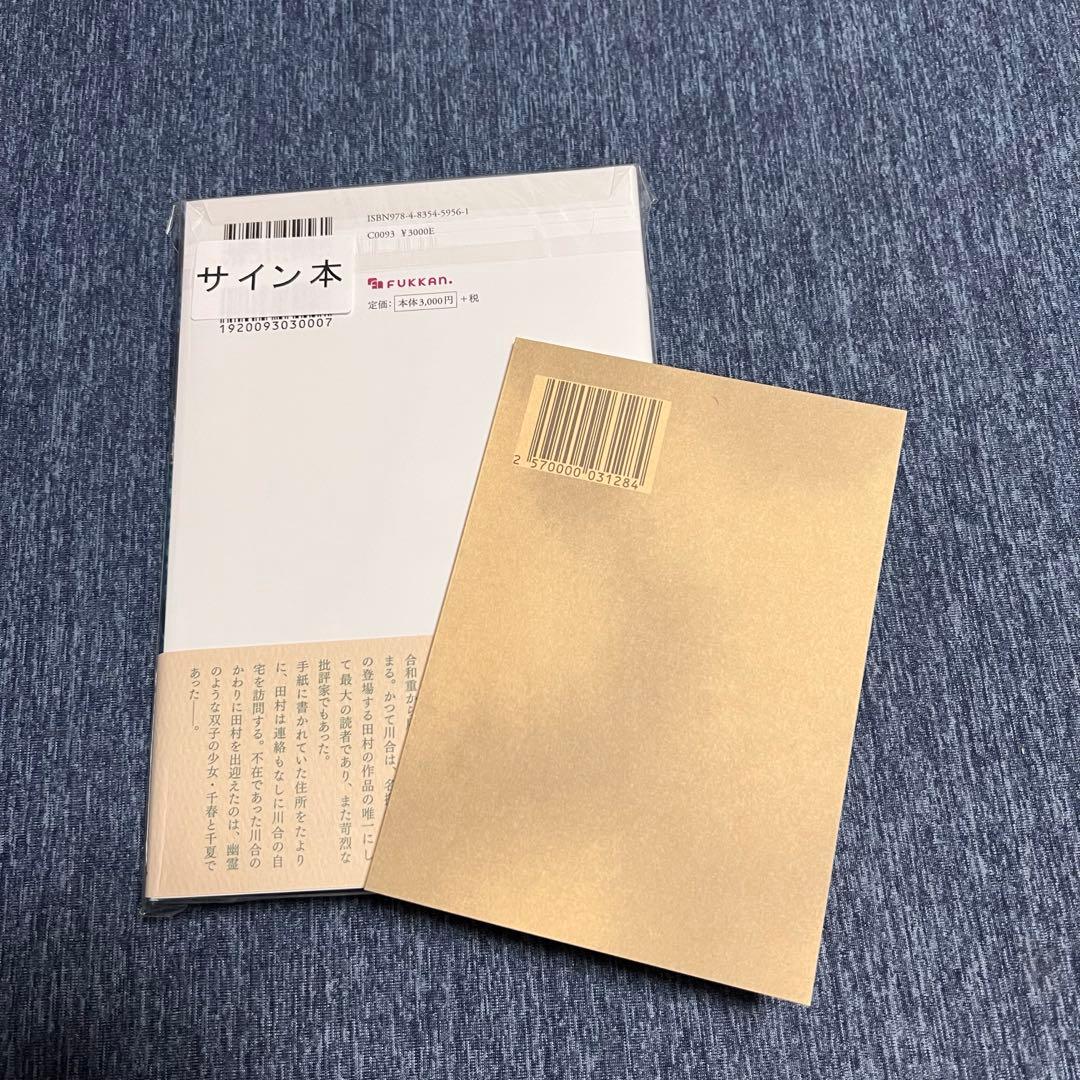 ISBN978-4-8354-5956-1
C0093 ¥3000E
サイン本
FUKKAN.
定価: 本体3,000円 +税
1920093030007
2 570000 031284
合和重か
まる。かつて川合は、名
の登場する田村の作品の唯一にし
て最大の読者であり、また苛烈な
批評家でもあった。
手紙に書かれていた住所をたより
に、田村は連絡もなしに川合の自
宅を訪問する。不在であった川合の
かわりに田村を出迎えたのは、幽霊
のような双子の少女・千春と千夏で
あった――。